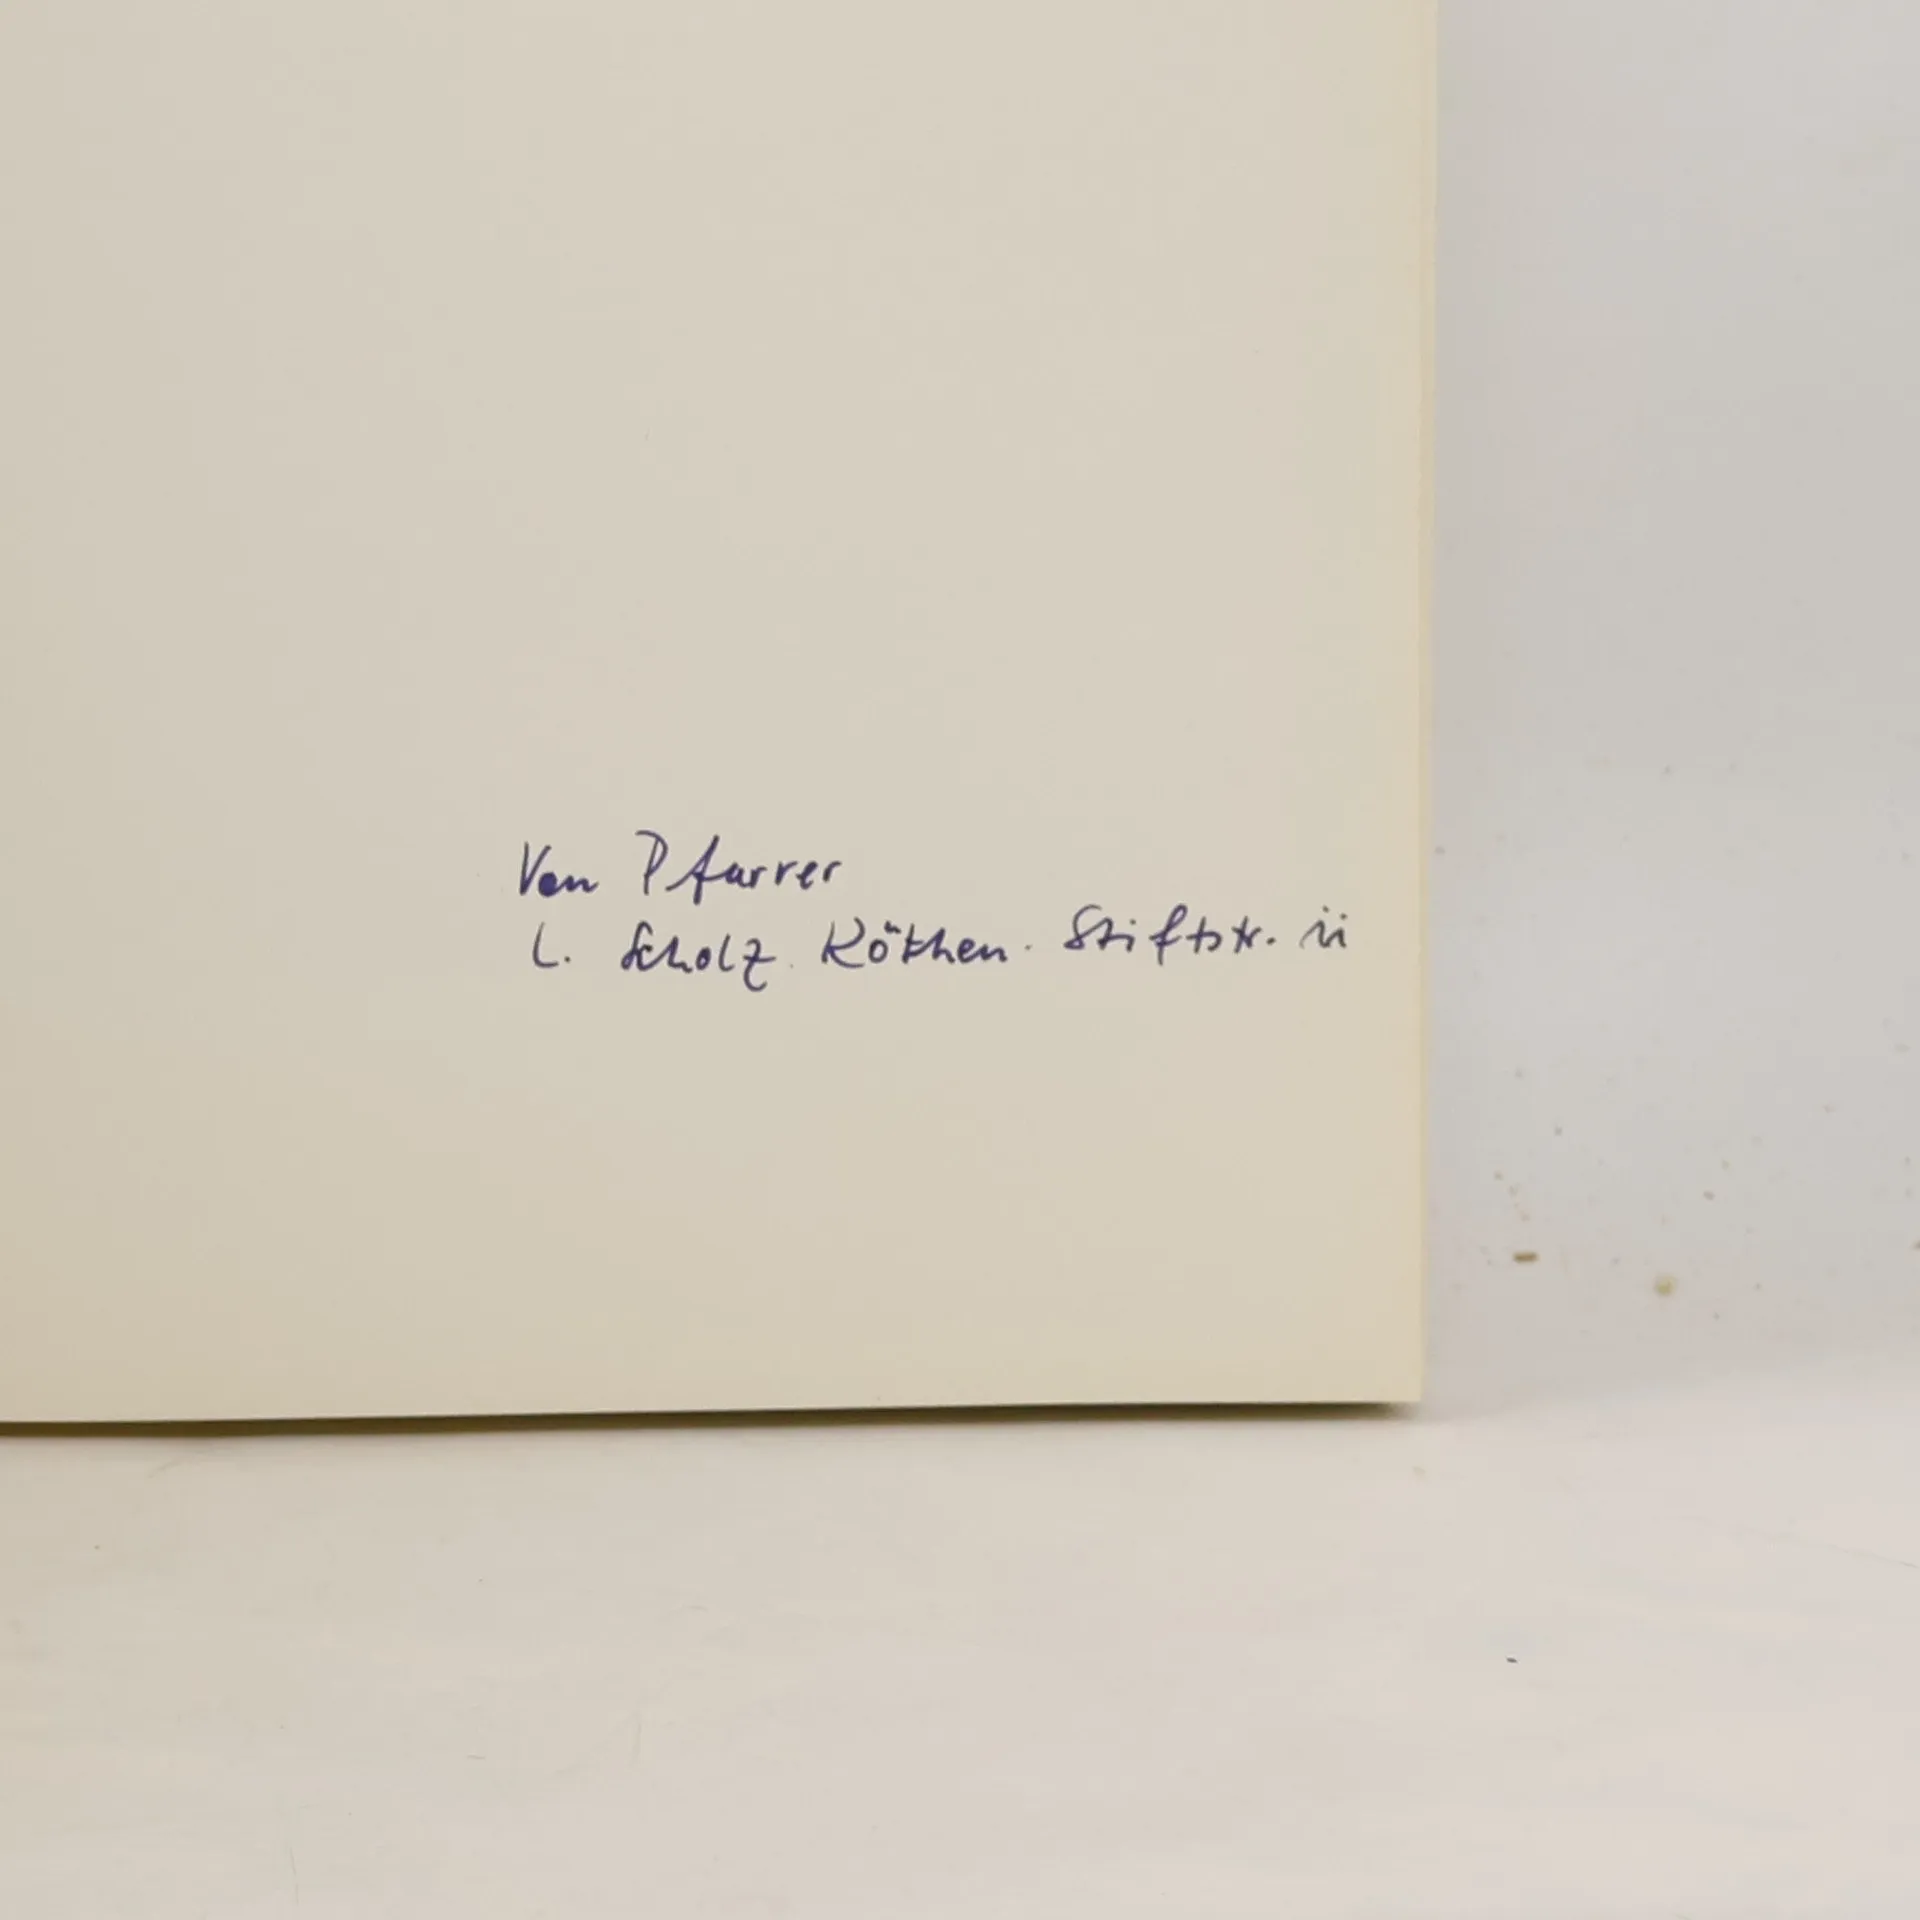 Von Pfarrer
L. Scholz. Köthen. Stiftstr. 11